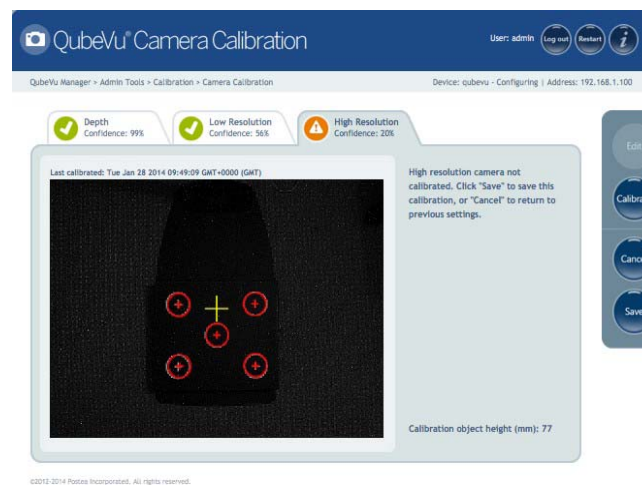 QubeVu® Camera Calibration
User: admin
Log out
Restart
i
QubeVu Manager > Admin Tools > Calibration > Camera Calibration
Device: qubevu - Configuring | Address: 192.168.1.100
Depth
Confidence: 99%
Low Resolution
Confidence: 56%
High Resolution
Confidence: 20%
Last calibrated: Tue Jan 28 2014 09:49:09 GMT+0000 (GMT)
High resolution camera not
calibrated. Click "Save" to save this
calibration, or "Cancel" to return to
previous settings.
Edit
Calibra
Cance
Save
Calibration object height (mm): 77
©2012-2014 Postea Incorporated. All rights reserved.